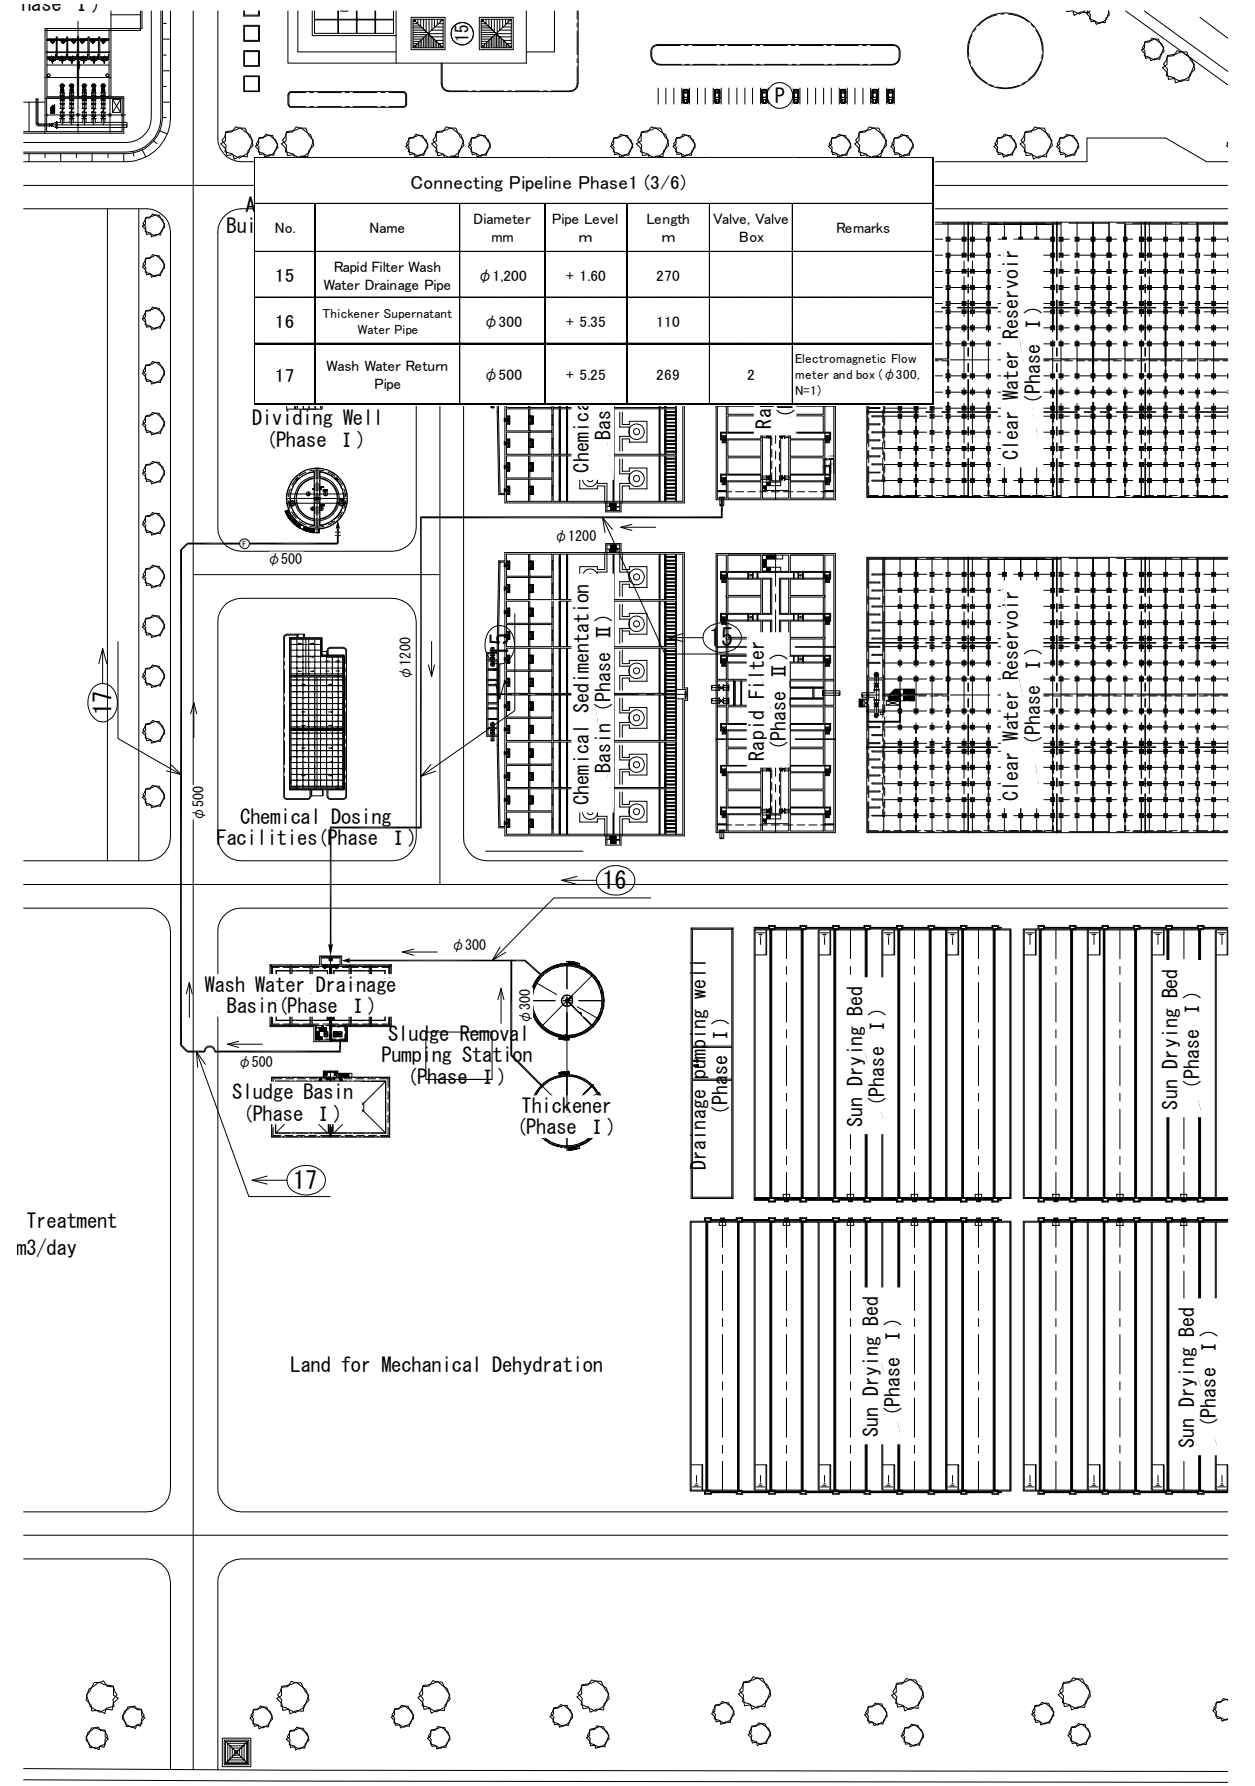 15
P
Connecting Pipeline Phase1 (3/6)
No.
Name
Diameter
mm
Pipe Level
m
Length
m
Valve, Valve
Box
Remarks
15
Rapid Filter Wash
Water Drainage Pipe
φ1,200
+ 1.60
270
16
Thickener Supernatant
Water Pipe
φ300
+ 5.35
110
17
Wash Water Return
Pipe
φ500
+ 5.25
269
2
Electromagnetic Flow
meter and box (φ300,
N=1)
Clear Water Reservoir
(Phase Ⅰ)
Dividing Well
(Phase Ⅰ)
F
φ500
φ1200
φ1200
Chemical Sedimentation
Basin (Phase Ⅱ)
15
Rapid Filter
(Phase Ⅱ)
Clear Water Reservoir
(Phase Ⅰ)
17
φ500
Chemical Dosing
Facilities(Phase Ⅰ)
16
φ300
φ300
Wash Water Drainage
Basin(Phase Ⅰ)
Sludge Removal
Pumping Station
(Phase Ⅰ)
φ500
Sludge Basin
(Phase Ⅰ)
Thickener
(Phase Ⅰ)
Drainage pumping well
(Phase Ⅰ)
Sun Drying Bed
(Phase Ⅰ)
Sun Drying Bed
(Phase Ⅰ)
17
Treatment
m3/day
Land for Mechanical Dehydration
Sun Drying Bed
(Phase Ⅰ)
Sun Drying Bed
(Phase Ⅰ)